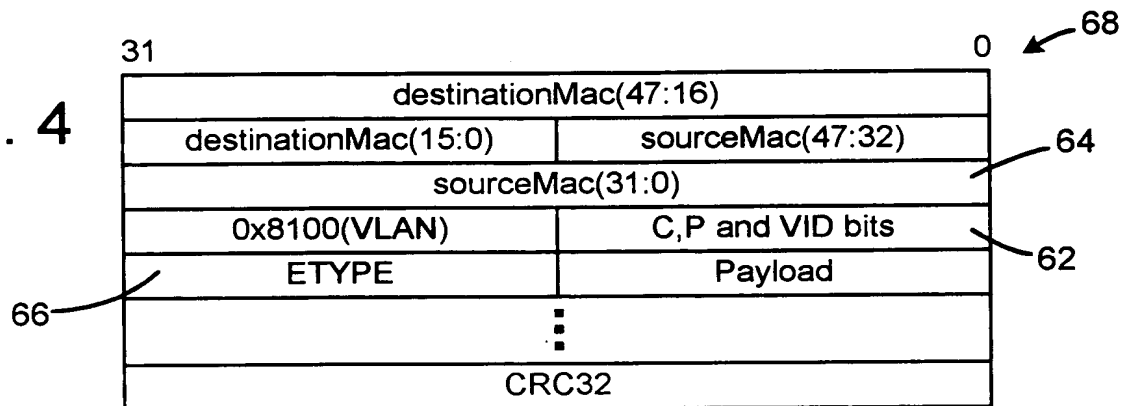 31 0 68
destinationMac(47:16)
. 4
destinationMac(15:0) sourceMac(47:32)
64
sourceMac(31:0)
0x8100(VLAN) C,P and VID bits
62
ETYPE Payload
66
CRC32